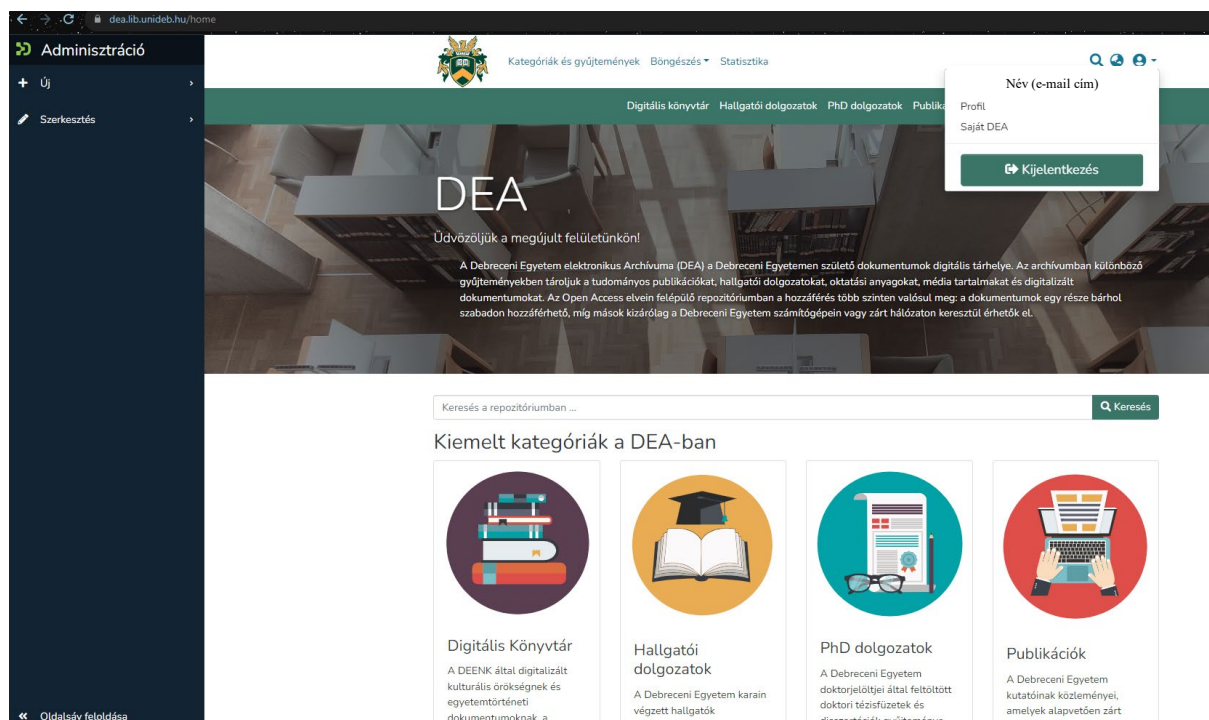 dea.lib.unideb.hu/home
Adminisztráció
Új
Szerkesztés
Oldalsáv feloldása
Kategóriák és gyűjtemények Böngészés Statisztika
Név (e-mail cím)
Profil
Saját DEA
Kijelentkezés
Digitális könyvtár Hallgatói dolgozatok PhD dolgozatok
DEA
Üdvözöljük a megújult felületünkön!
A Debreceni Egyetem elektronikus Archívuma (DEA) a Debreceni Egyetemen születő dokumentumok digitális tárhelye. Az archívumban különböző
gyűjteményekben tároljuk a tudományos publikációkat, hallgatói dolgozatokat, oktatási anyagokat, média tartalmakat és digitalizált
dokumentumokat. Az Open Access elvein felépülő repozitóriumban a hozzáférés több szinten valósul meg: a dokumentumok egy része bárhol
szabadon hozzáférhető, míg mások kizárólag a Debreceni Egyetem számítógépein vagy zárt hálózaton keresztül érhetők el.
Keresés a repozitóriumban ...
Keresés
Kiemelt kategóriák a DEA-ban
Digitális Könyvtár
A DEENK által digitalizált
kulturális örökségnek és
egyetemtörténeti
dokumentumoknak a
Hallgatói
dolgozatok
A Debreceni Egyetem karain
végzett hallgatók
PhD dolgozatok
A Debreceni Egyetem
doktorjelöltjei által feltöltött
doktori tézisfüzetek és
disszertációk gyűjteménye
Publikációk
A Debreceni Egyetem
kutatóinak közleményei,
amelyek alapvetően zárt